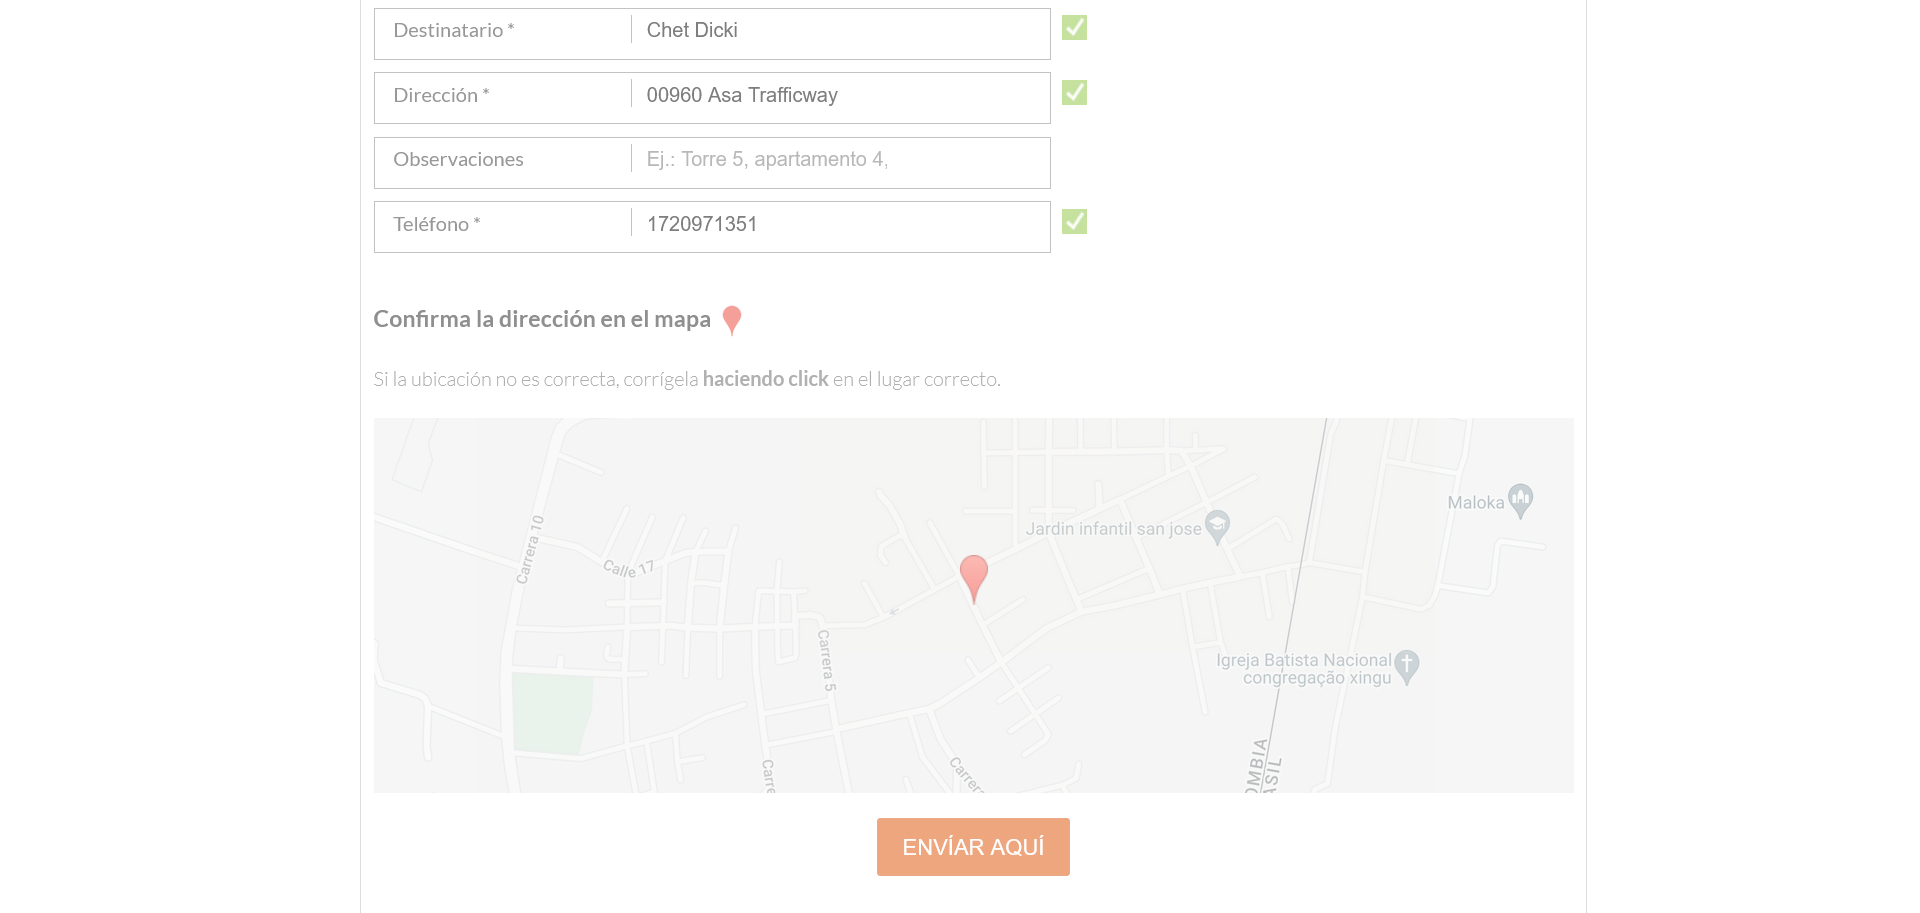 Destinatario * Chet Dicki
Dirección * 00960 Asa Trafficway
Observaciones Ej.: Torre 5, apartamento 4,
Teléfono * 1720971351
Confirma la dirección en el mapa
Si la ubicación no es correcta, corrígela haciendo click en el lugar correcto.
Maloka
Jardin infantil san jose
Carrera 10
Calle 17
Carrera 5
Igreja Batista Nacional
congregação xingu
Carre
Carrera
OMBIA
ASIL
ENVÍAR AQUÍ